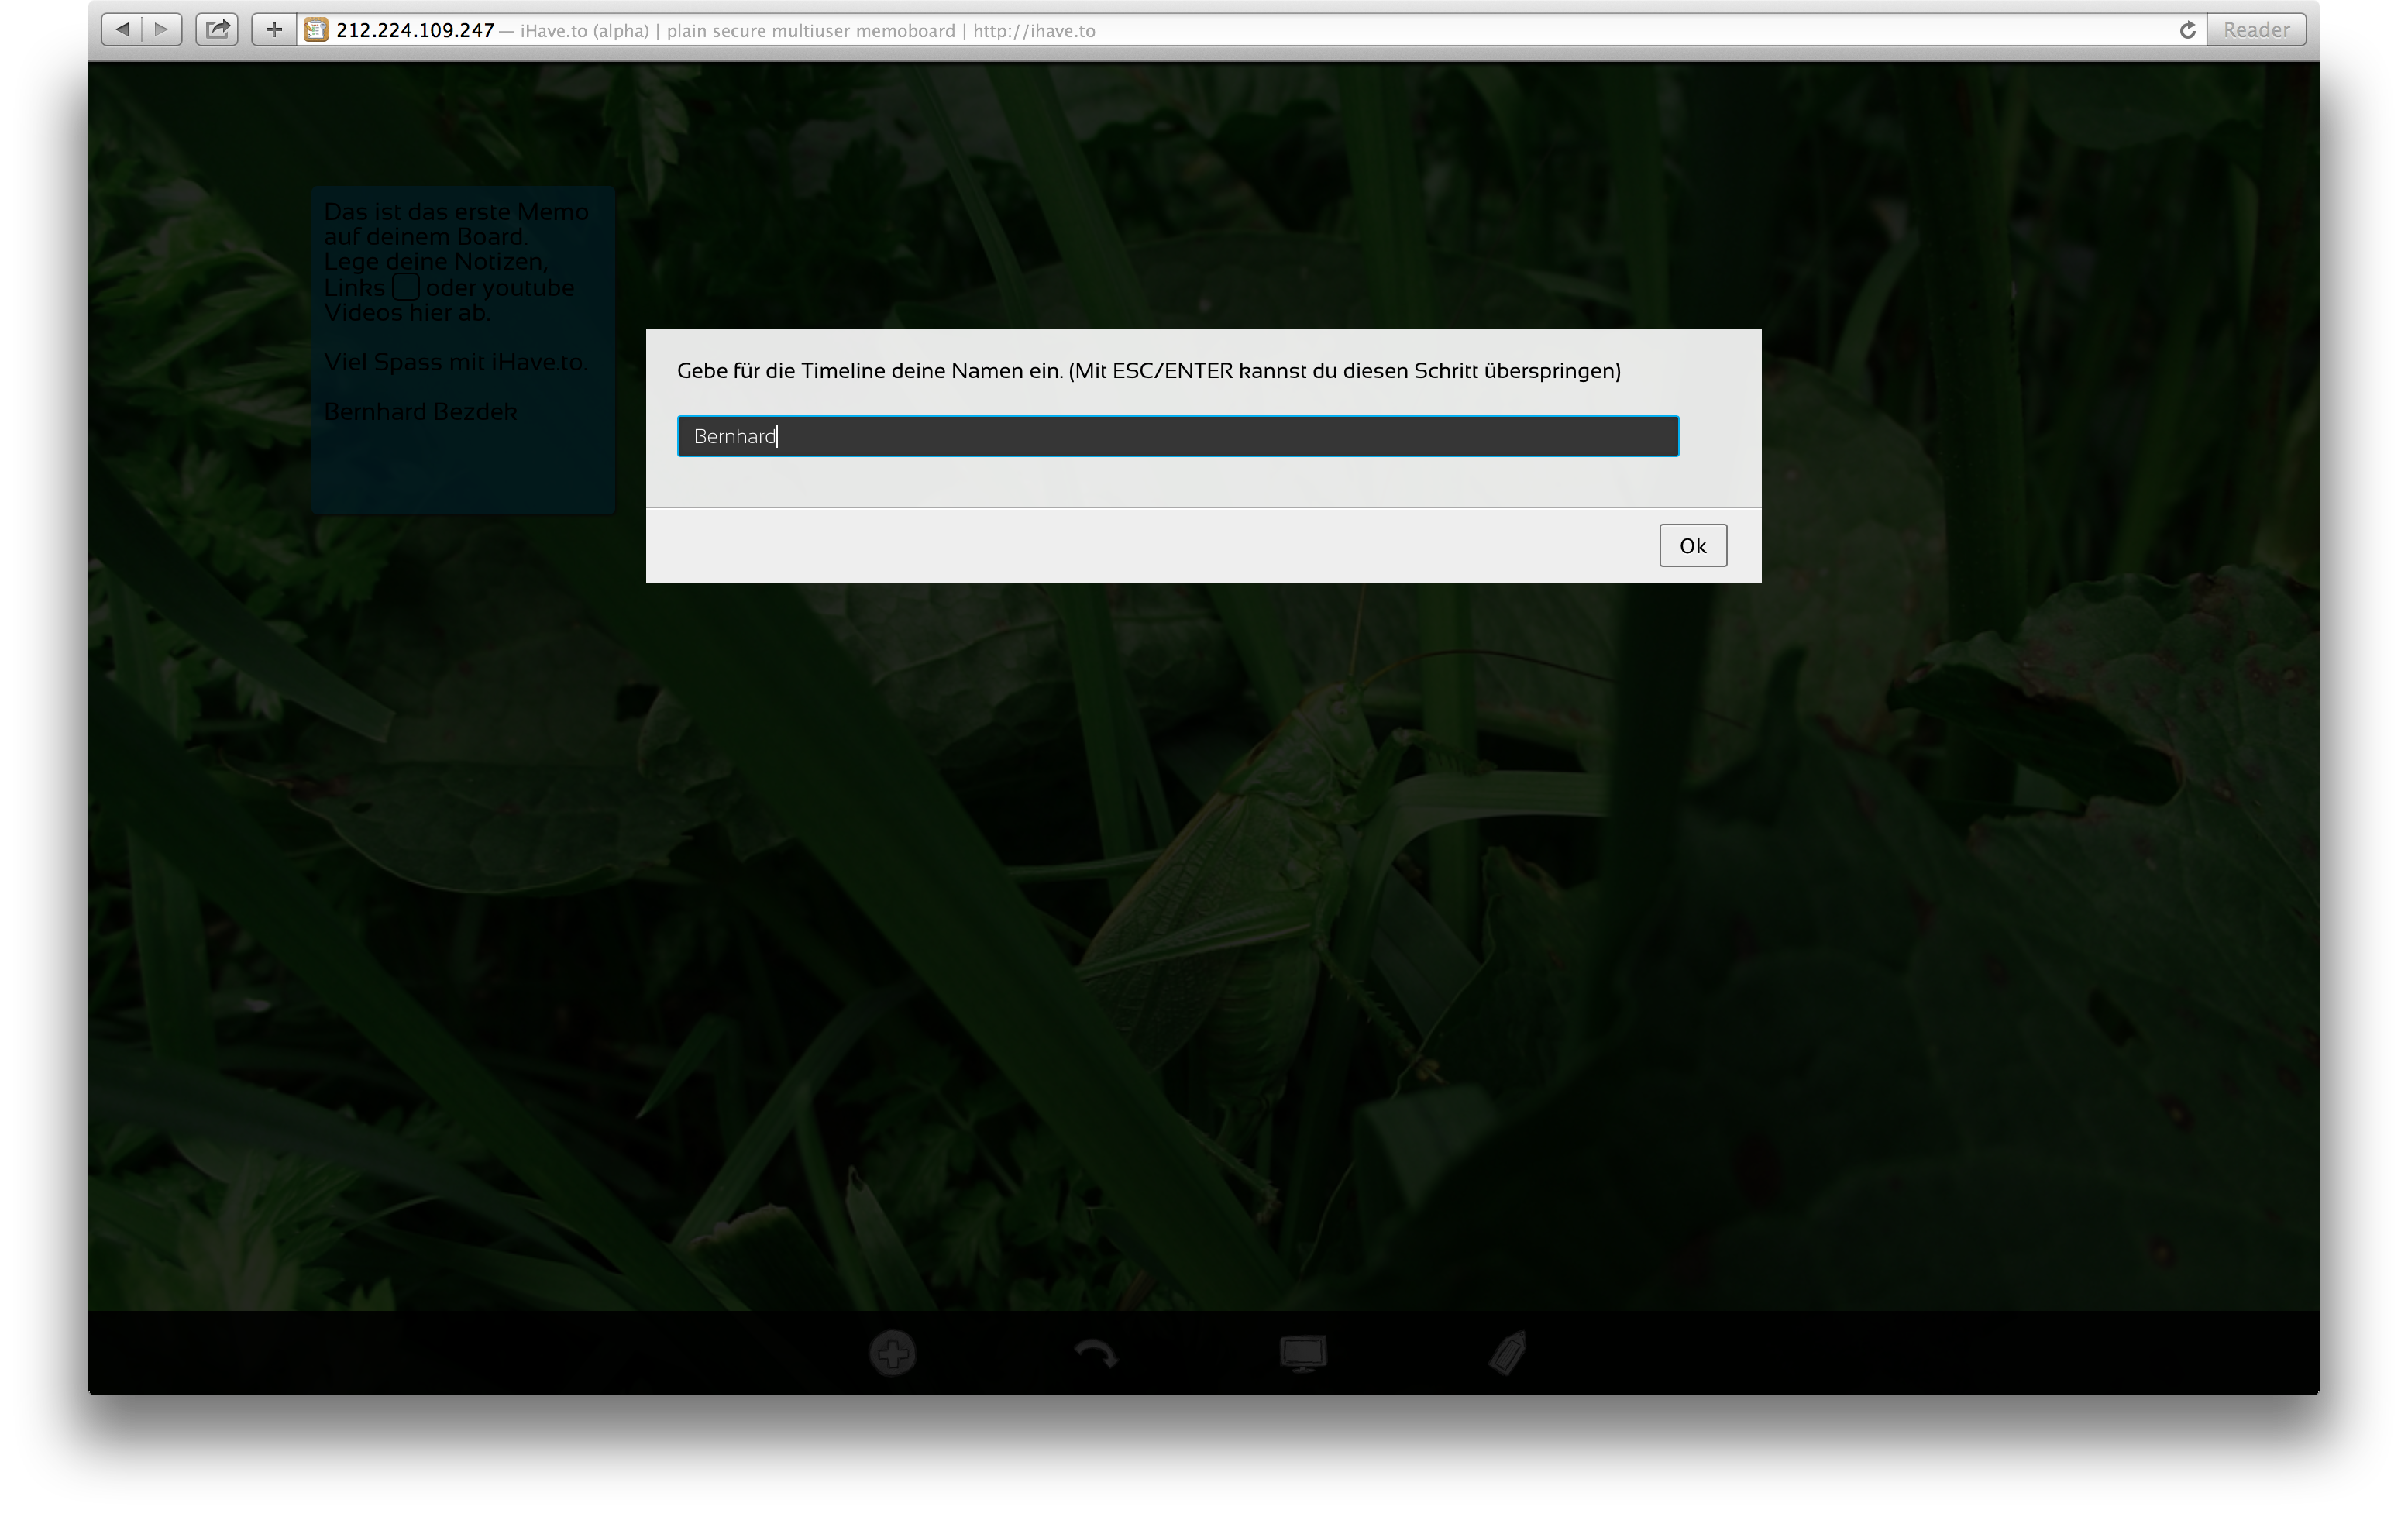 212.224.109.247 — iHave.to (alpha) | plain secure multiuser memoboard | http://ihave.to
Reader
Das ist das erste Memo
auf deinem Board.
Lege deine Notizen,
Links oder youtube
Videos hier ab.
Viel Spass mit iHave.to.
Bernhard Bezdek
Gebe für die Timeline deine Namen ein. (Mit ESC/ENTER kannst du diesen Schritt überspringen)
Bernhard
Ok